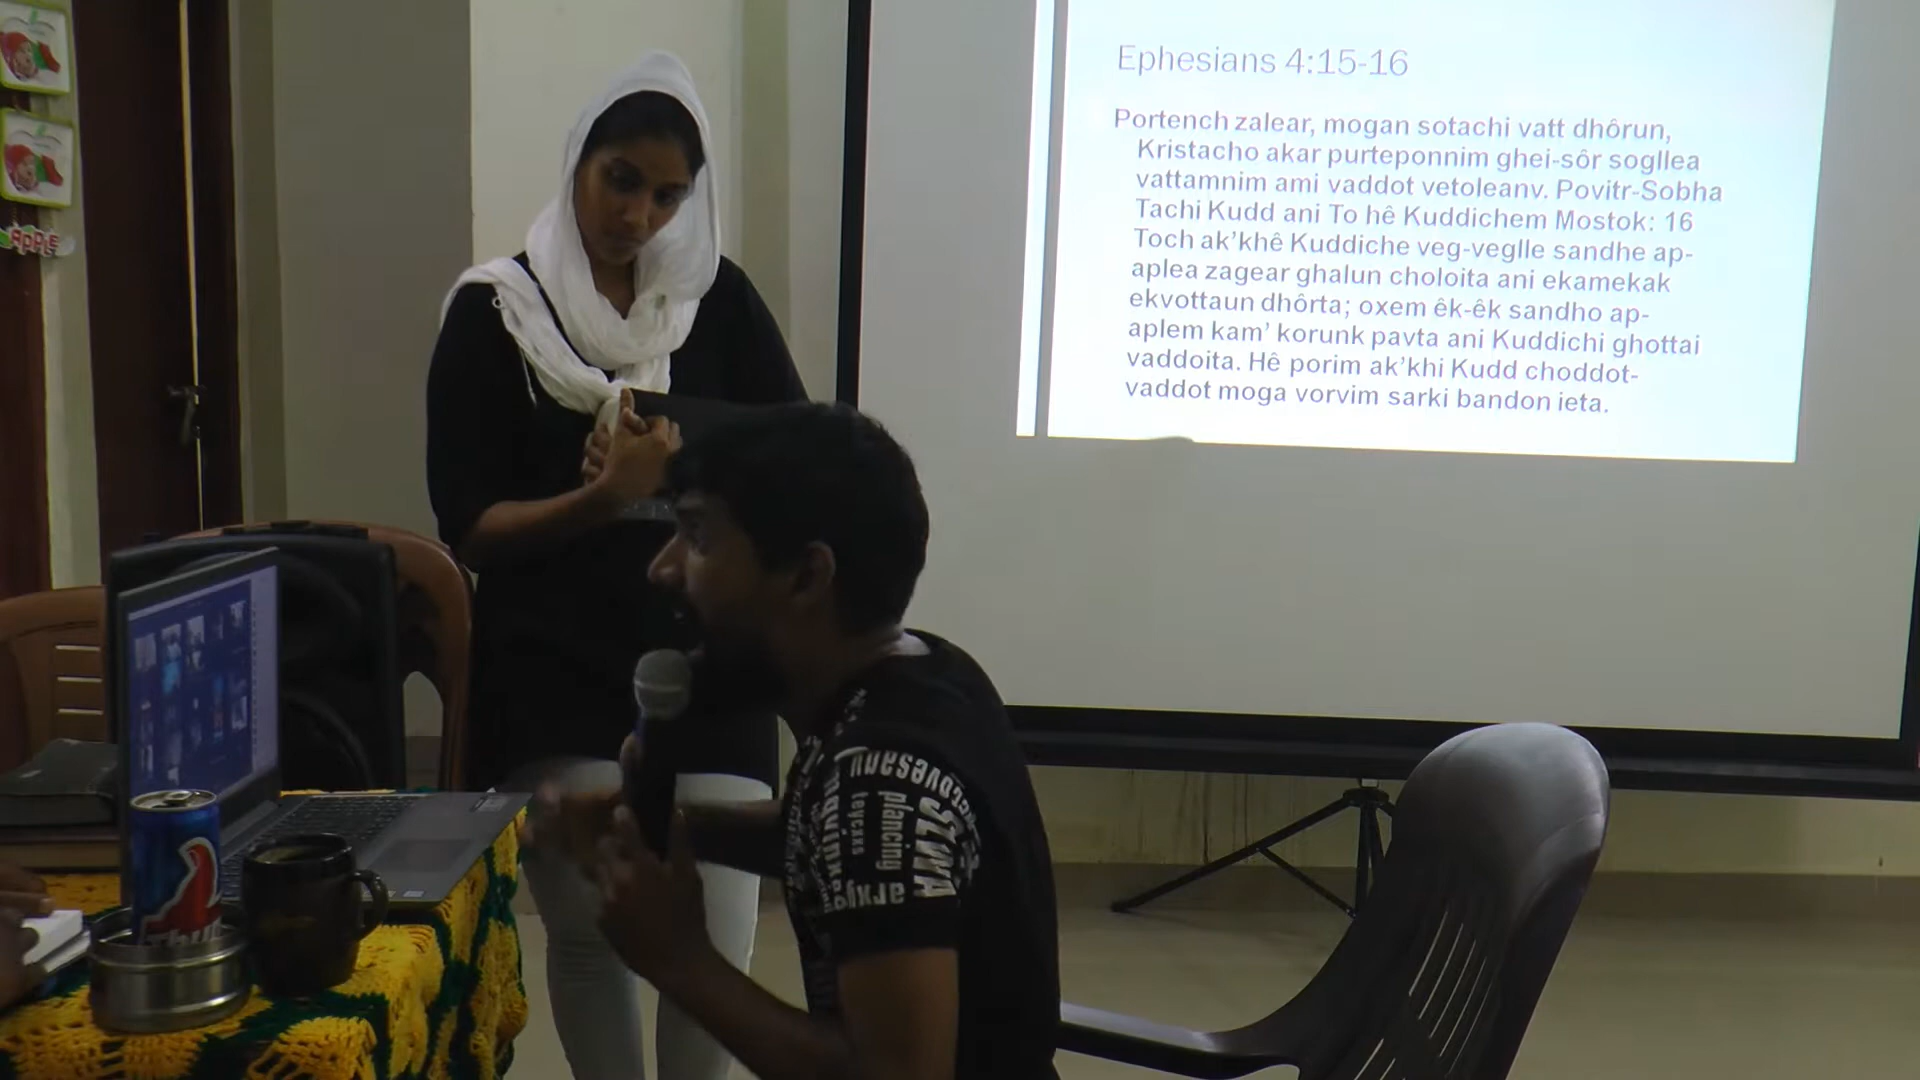 Ephesians 4:15-16
Portench zalear, mogan sotachi vatt dhôrun,
Kristacho akar purteponnim ghei-sôr sogllea
vattamnim ami vaddot vetoleanv. Povitr-Sobha
Tachi Kudd ani To hê Kuddichem Mostok: 16
Toch ak’khê Kuddiche veg-veglle sandhe ap-
aplea zagear ghalun choloita ani ekamekak
ekvottaun dhôrta; oxem êk-êk sandho ap-
aplem kam’ korunk pavta ani Kuddichi ghottai
vaddoita. Hê porim ak’khi Kudd choddot-
vaddot moga vorvim sarki bandon ieta.
APPLE
plancing